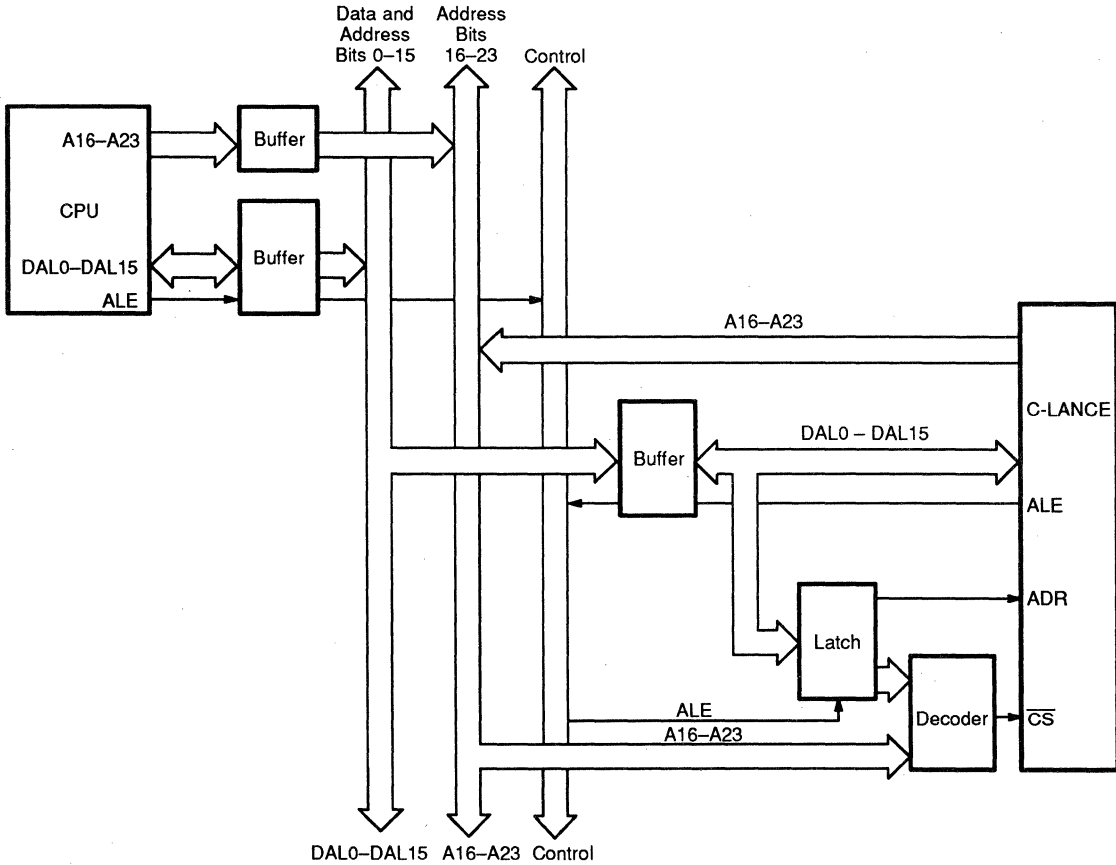 Data and
Address
Bits 0–15
Address
Bits
16–23
Control
A16–A23
Buffer
CPU
DAL0–DAL15
Buffer
ALE
A16–A23
C-LANCE
DAL0 – DAL15
Buffer
ALE
ADR
Latch
ALE
Decoder
CS
A16–A23
DAL0–DAL15
A16–A23
Control